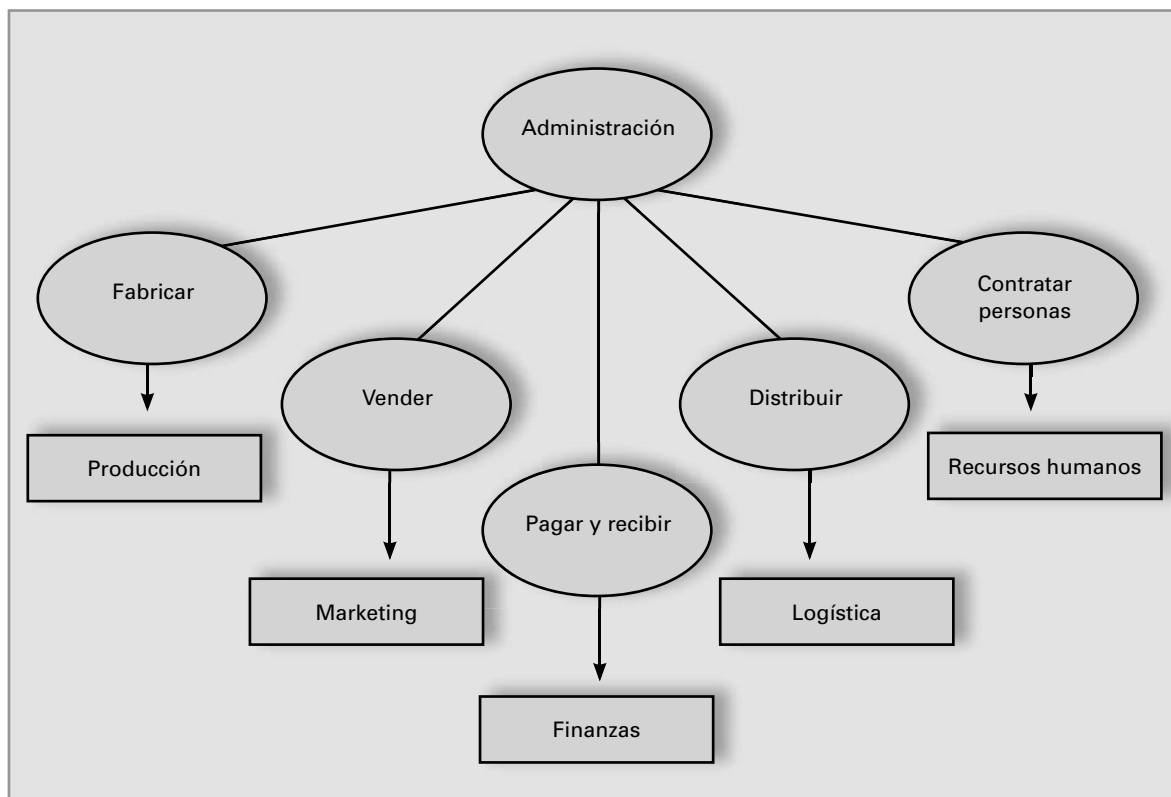 Administración
Fabricar
Contratar
personas
Vender
Distribuir
Producción
Recursos humanos
Pagar y recibir
Marketing
Logística
Finanzas